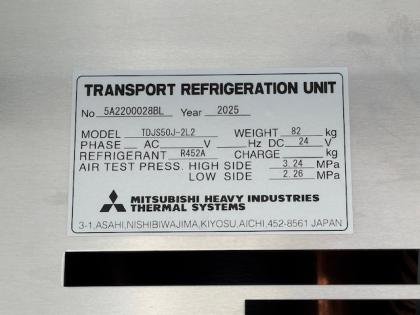 TRANSPORT REFRIGERATION UNIT
No 5A2200028BL Year 2025
MODEL TDJS50J-2L2 WEIGHT 82 kg
PHASE AC V Hz DC 24 V
REFRIGERANT R452A CHARGE kg
AIR TEST PRESS. HIGH SIDE 3.24 MPa
LOW SIDE 2.26 MPa
MITSUBISHI HEAVY INDUSTRIES
THERMAL SYSTEMS
3-1, ASAHI, NISHIBIWAJIMA, KIYOSU, AICHI, 452-8561 JAPAN